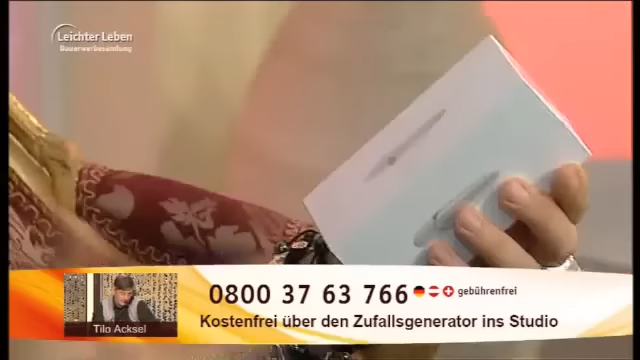 Leichter Leben
Dauerwerbesendung
0800 37 63 766 gebührenfrei
Kostenfrei über den Zufallsgenerator ins Studio
Tilo Acksel